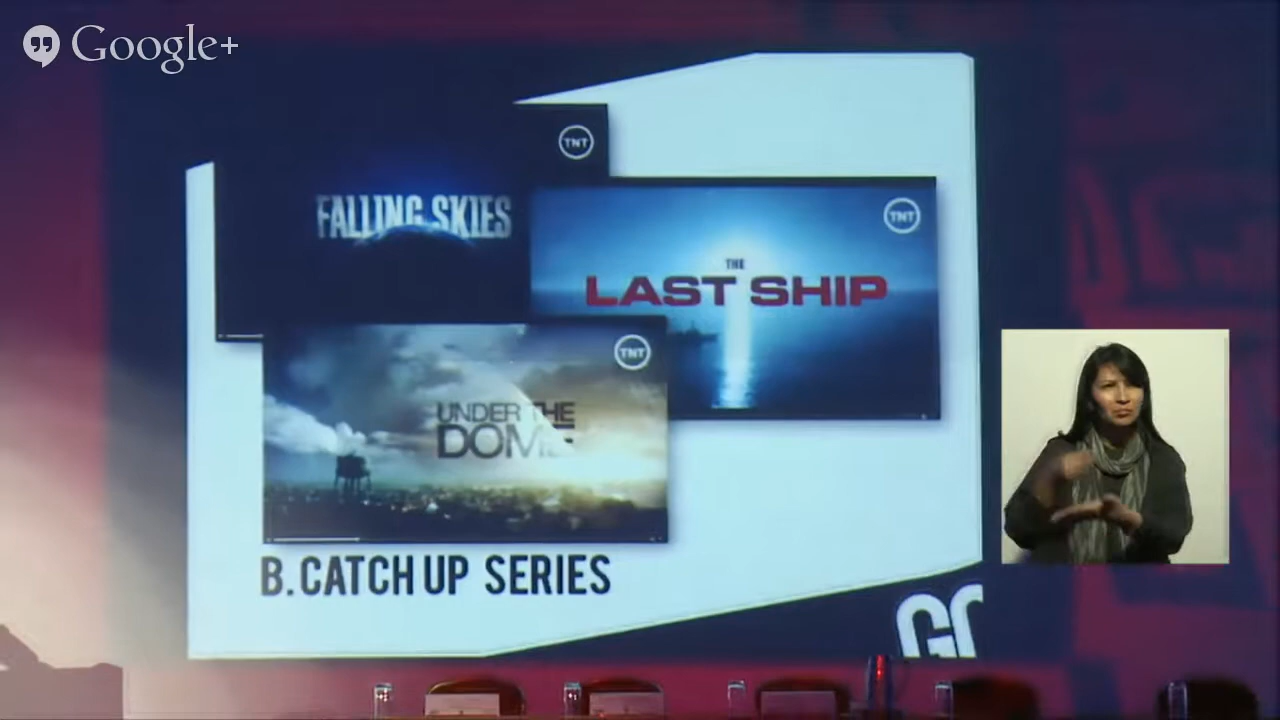 Google+
TNT
FALLING SKIES
TNT
THE
LAST SHIP
TNT
UNDER THE
DOME
B. CATCH UP SERIES